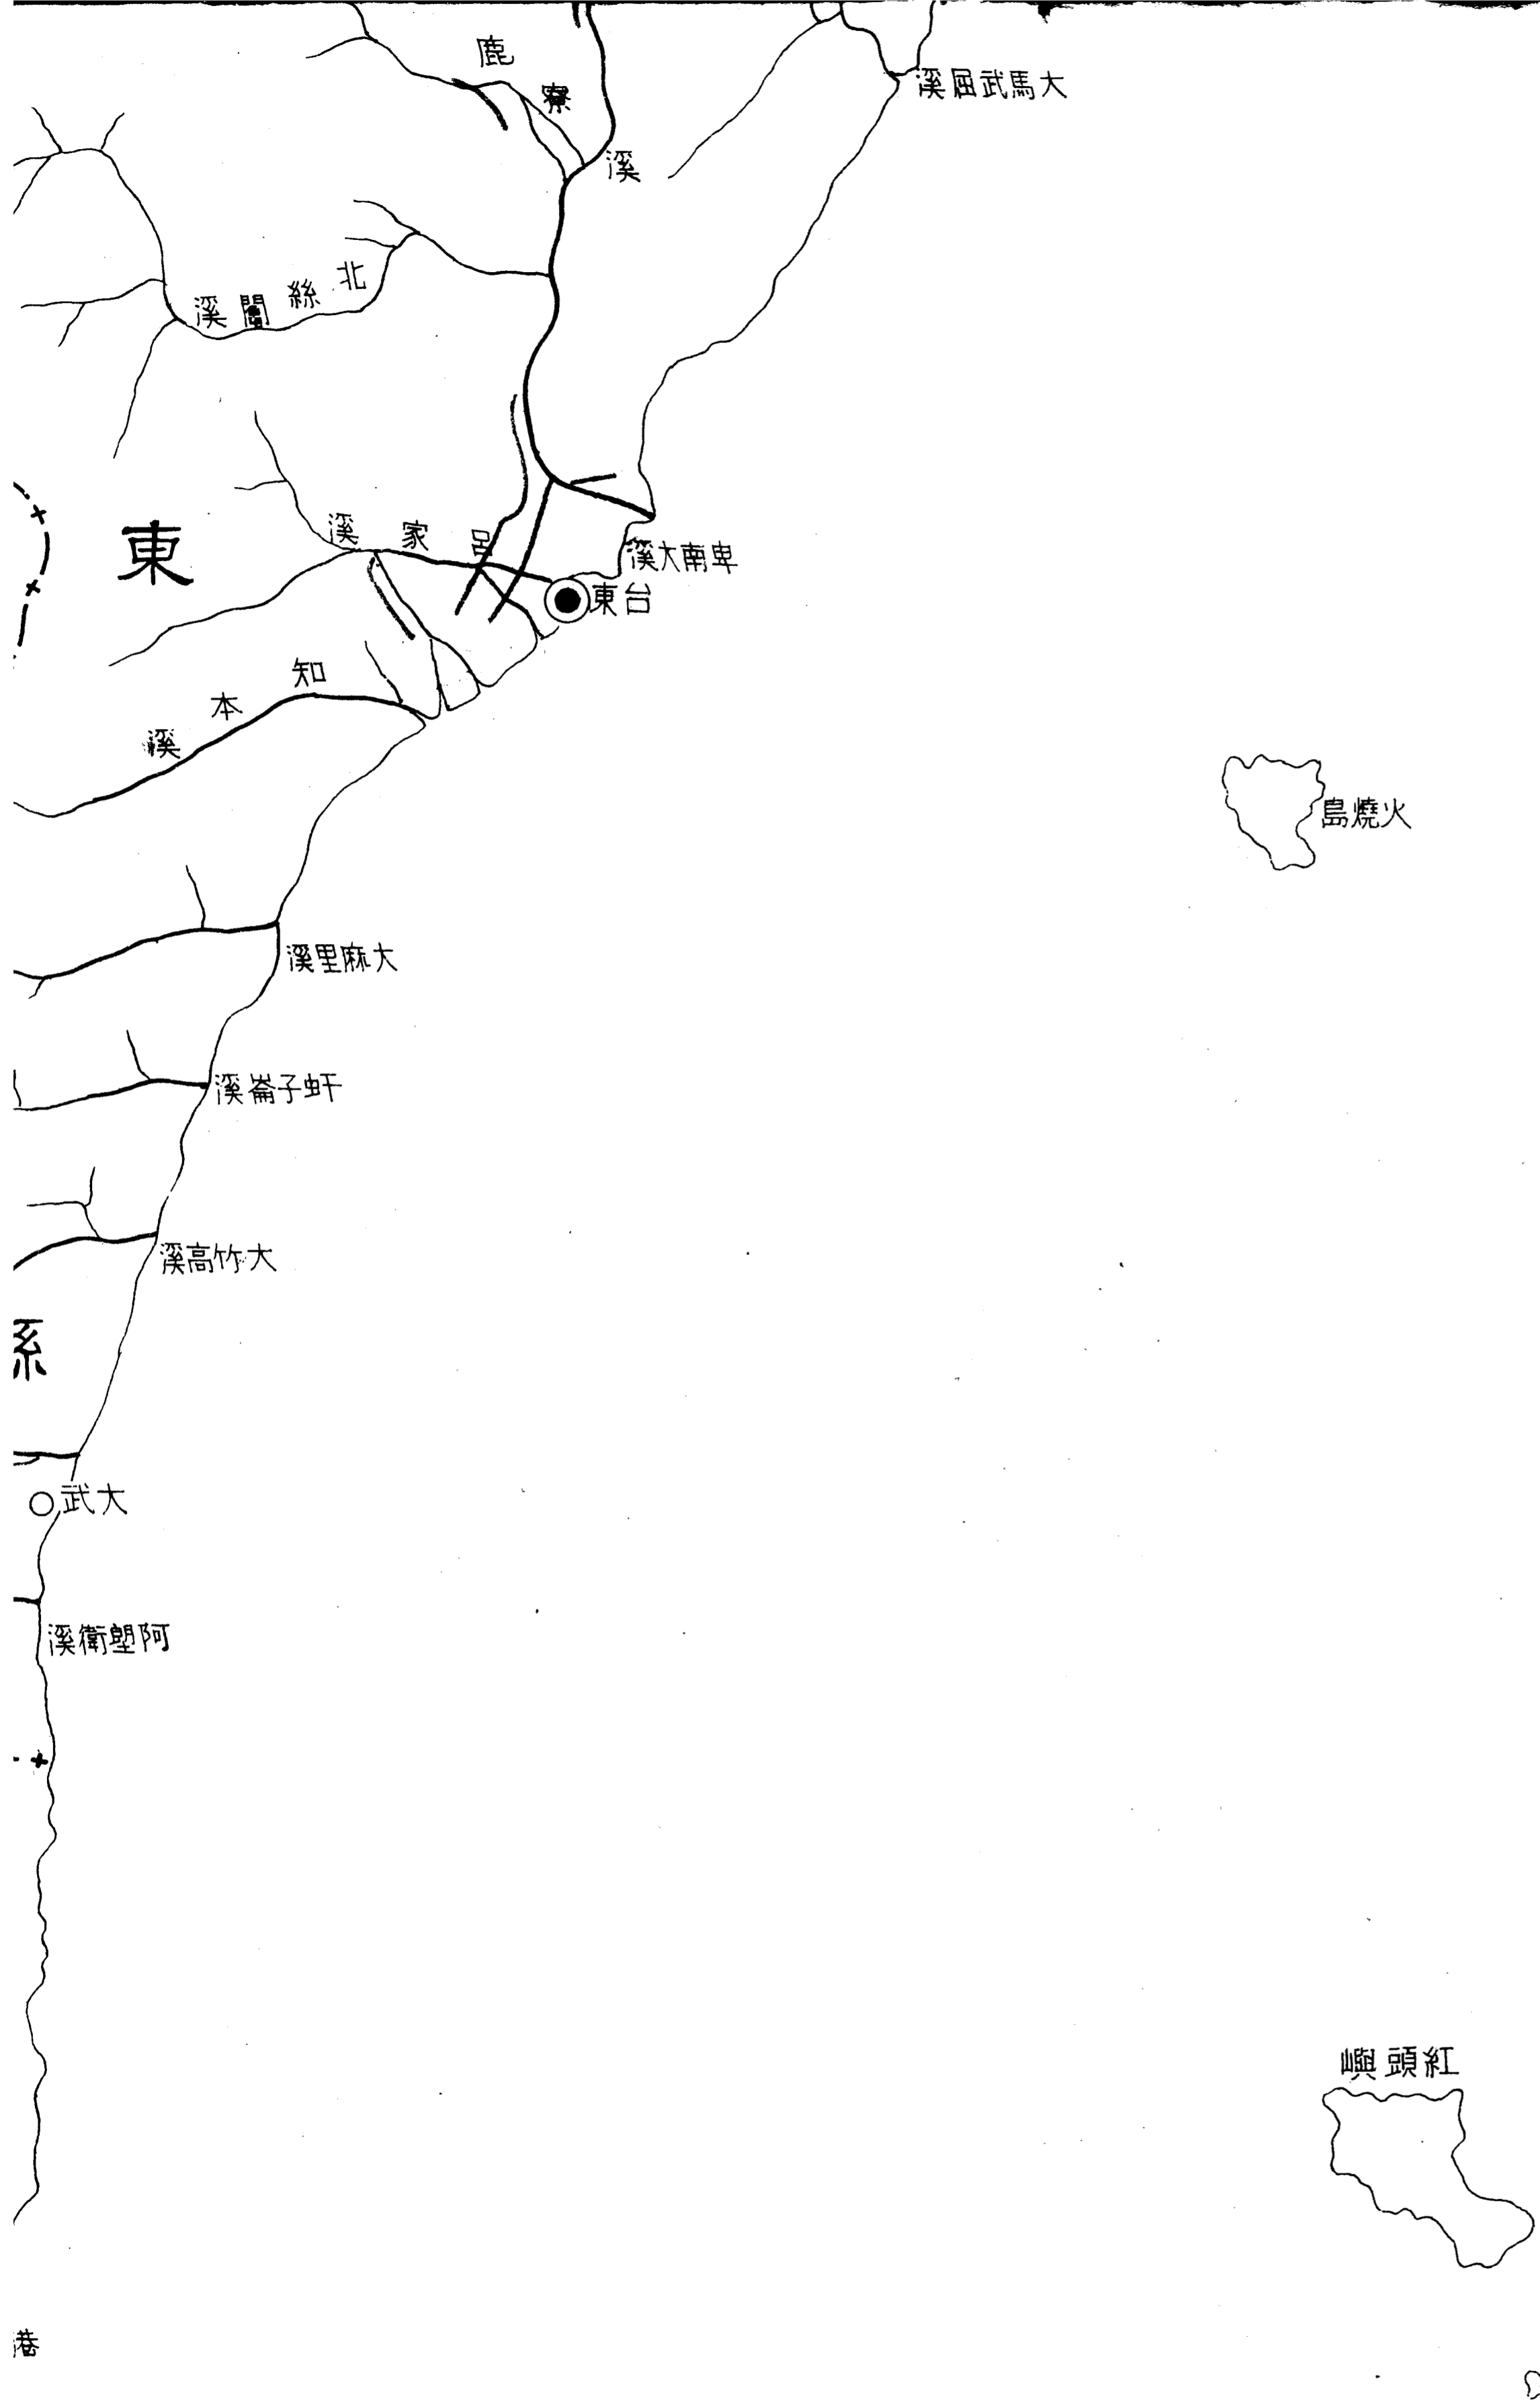 鹿寮溪
大馬武屈溪
北絲鬮溪
東
呂家溪
卑南大溪
台東
知本溪
火燒島
大麻里溪
虷子崙溪
大竹高溪
大武
阿塱衛溪
紅頭嶼
港